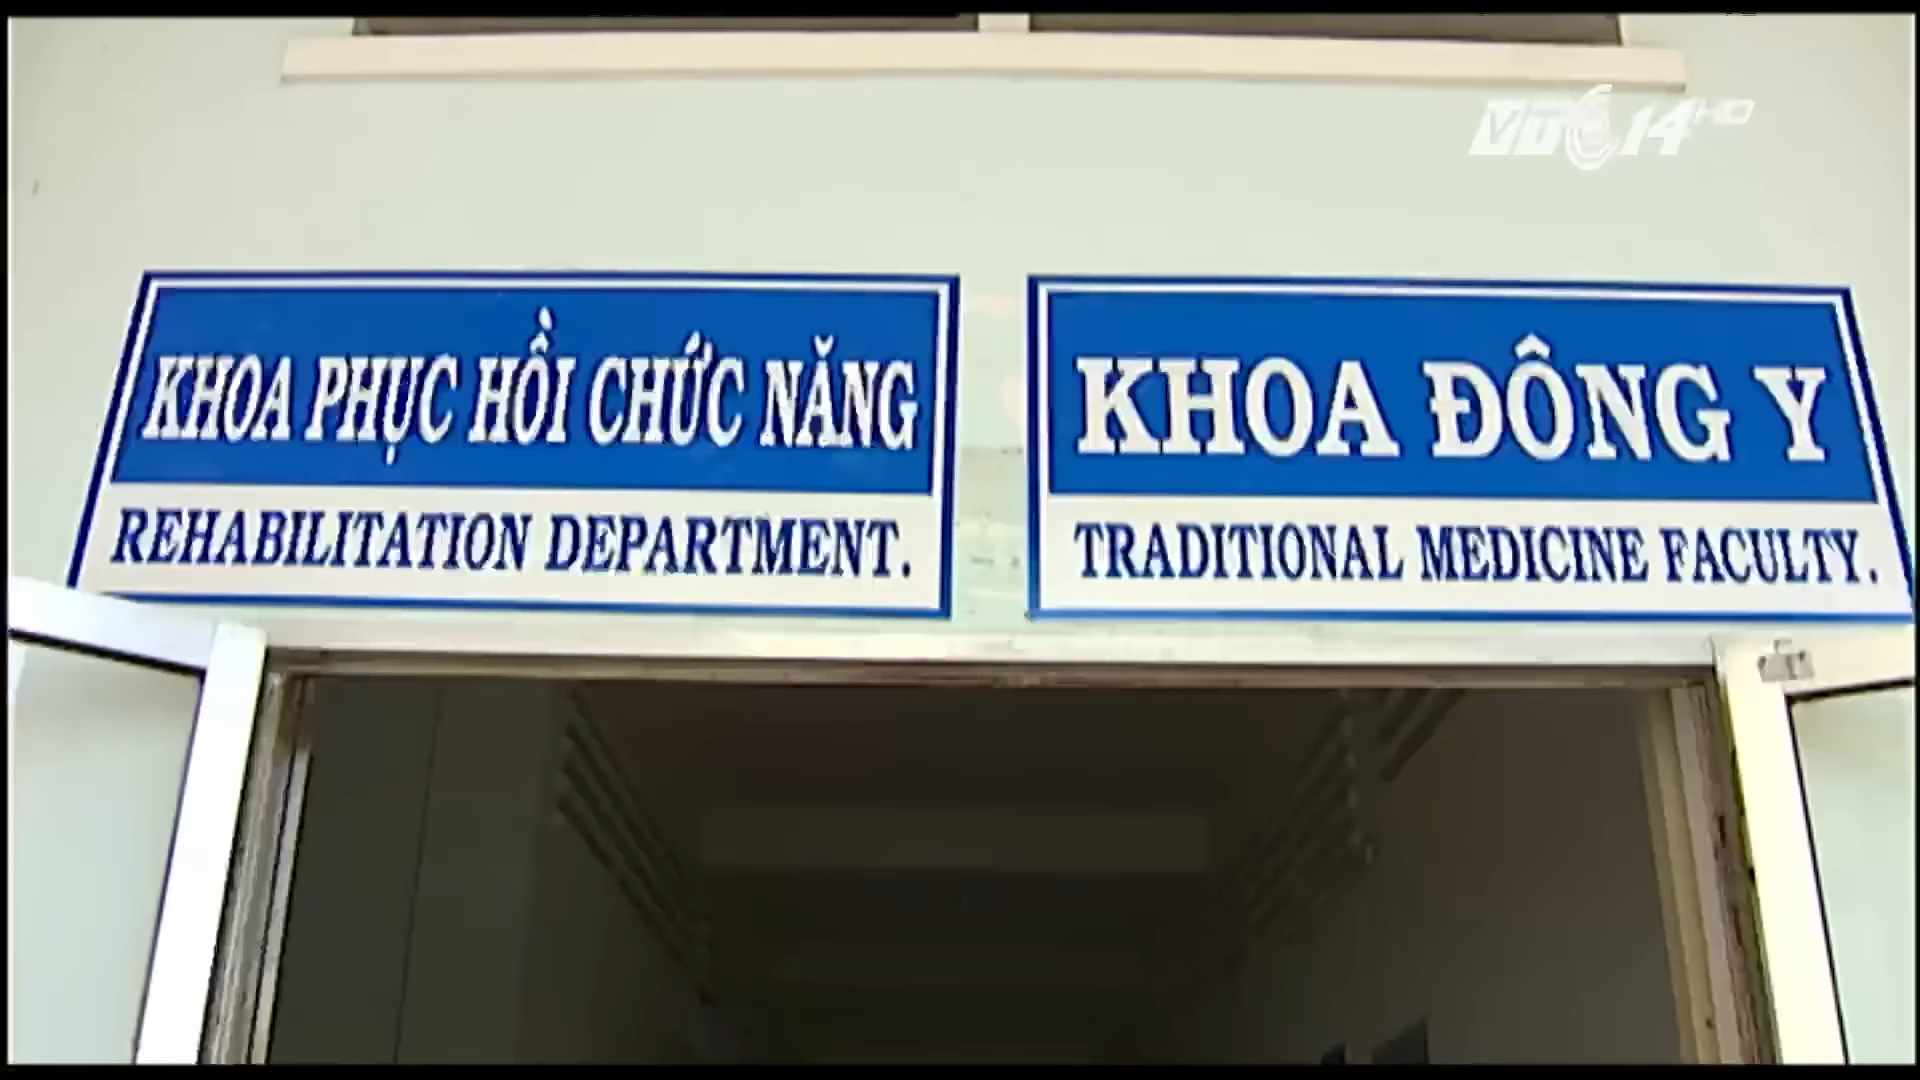 VTC14 HD
KHOA PHỤC HỒI CHỨC NĂNG
REHABILITATION DEPARTMENT.
KHOA ĐÔNG Y
TRADITIONAL MEDICINE FACULTY.